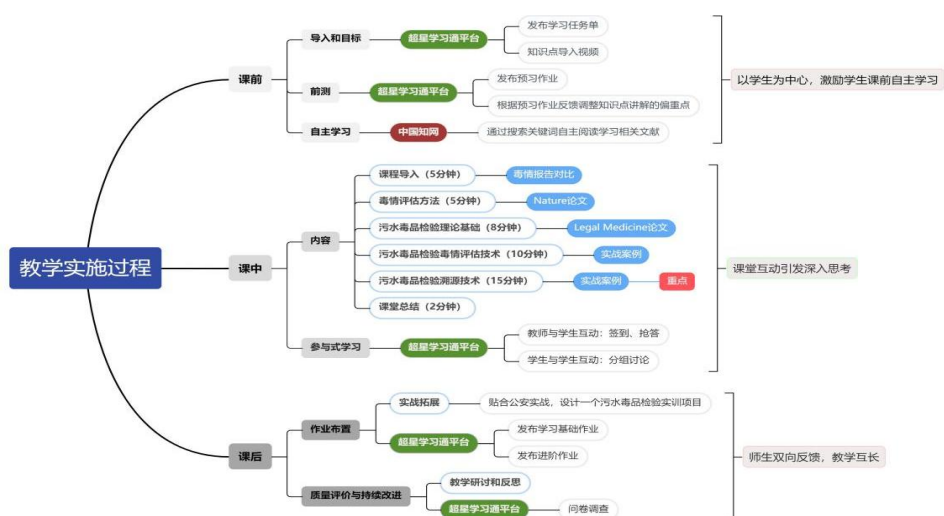 教学实施过程
课前
导入和目标
超星学习通平台
发布学习任务单
知识点导入视频
前测
超星学习通平台
发布预习作业
根据预习作业反馈调整知识点讲解的偏重点
自主学习
中国知网
通过搜索关键词自主阅读学习相关文献
以学生为中心，激励学生课前自主学习
课中
内容
课程导入（5分钟）
毒情报告对比
毒情评估方法（5分钟）
Nature论文
污水毒品检验理论基础（8分钟）
Legal Medicine论文
污水毒品检验毒情评估技术（10分钟）
实战案例
污水毒品检验溯源技术（15分钟）
实战案例
重点
课堂总结（2分钟）
参与式学习
超星学习通平台
教师与学生互动：签到、抢答
学生与学生互动：分组讨论
课堂互动引发深入思考
课后
作业布置
实战拓展
贴合公安实战，设计一个污水毒品检验实训项目
超星学习通平台
发布学习基础作业
发布进阶作业
质量评价与持续改进
教学研讨和反思
超星学习通平台
问卷调查
师生双向反馈，教学互长